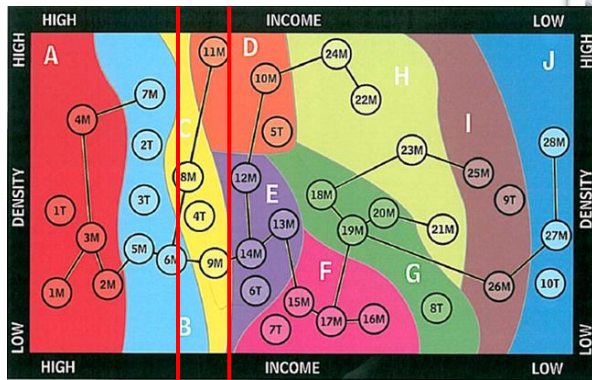 HIGH INCOME LOW
HIGH HIGH
A D H J
11M 24M
10M
7M 22M
4M
C 5T I
2T 28M
23M
8M 12M 25M
3T 18M 9T
DENSITY DENSITY
1T 4T E 20M
13M
3M 19M 21M 27M
5M 14M
6M 9M
F G
2M 6T 26M 10T
1M
15M 8T
B 17M 16M
7T
LOW LOW
HIGH INCOME LOW